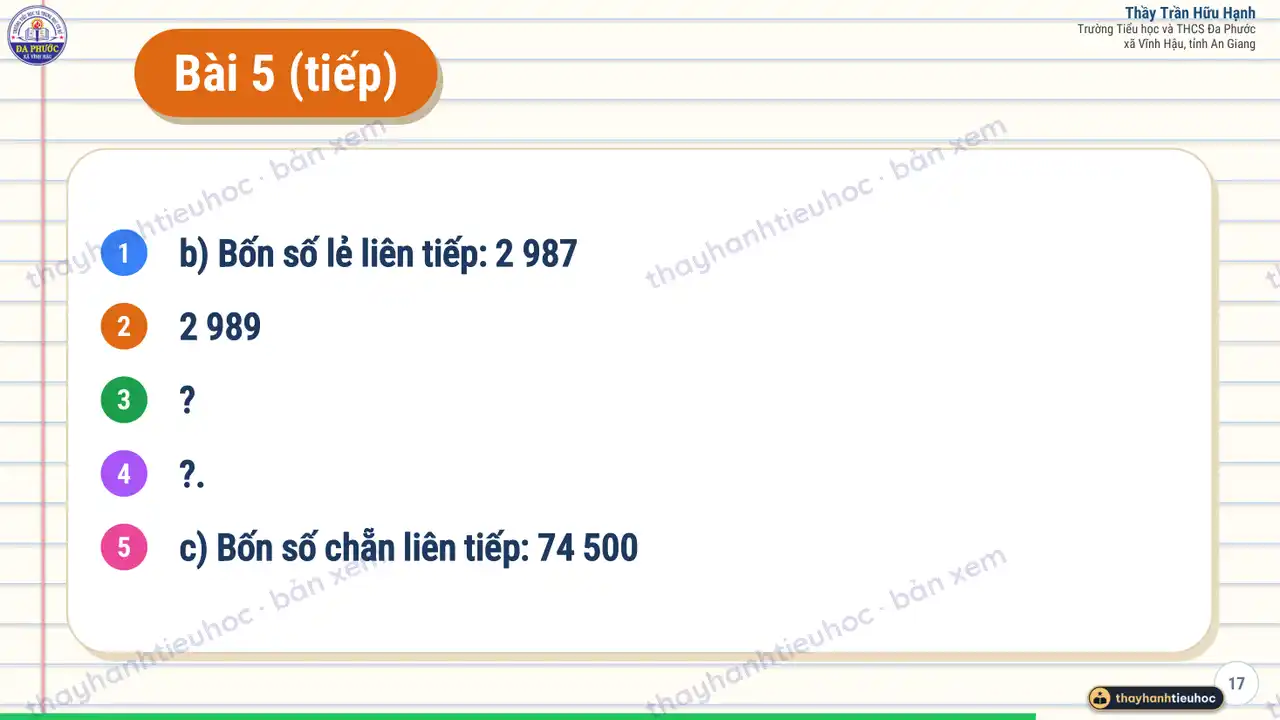 Thầy Trần Hữu Hạnh
Trường Tiểu học và THCS Đa Phước
xã Vĩnh Hậu, tỉnh An Giang
ĐA PHƯỚC
XÃ VĨNH HẬU
Bài 5 (tiếp)
1 b) Bốn số lẻ liên tiếp: 2 987
2 2 989
3 ?
4 ?.
5 c) Bốn số chẵn liên tiếp: 74 500
thayhanhtieuhoc · bản xem
thayhanhtieuhoc · bản xem
thayhanhtieuhoc · bản xem
thayhanhtieuhoc · bản xem
thayhanhtieuhoc
17